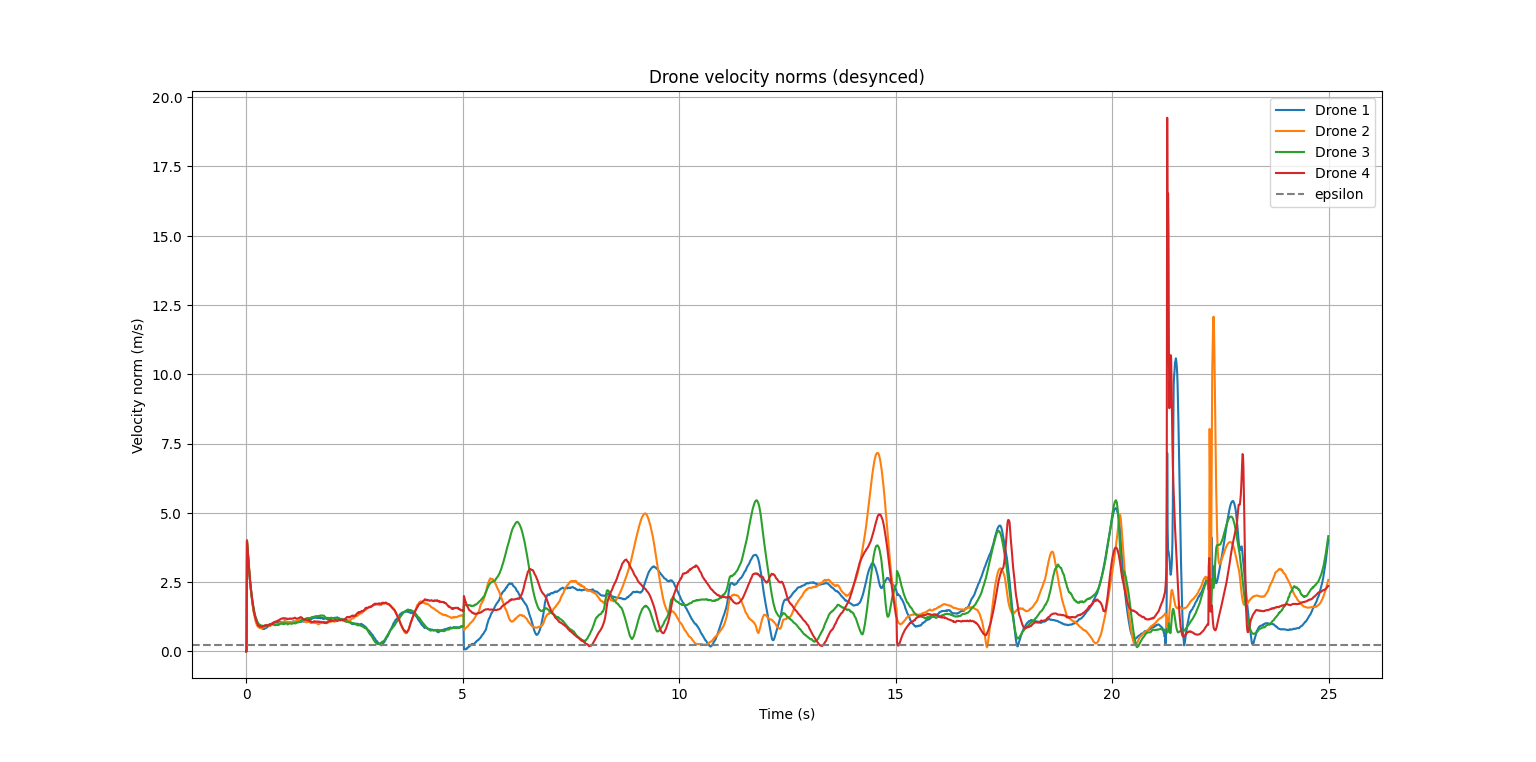 Drone velocity norms (desynced)
20.0
17.5
15.0
12.5
10.0
7.5
5.0
2.5
0.0
Velocity norm (m/s)
Drone 1
Drone 2
Drone 3
Drone 4
epsilon
0
5
10
15
20
25
Time (s)